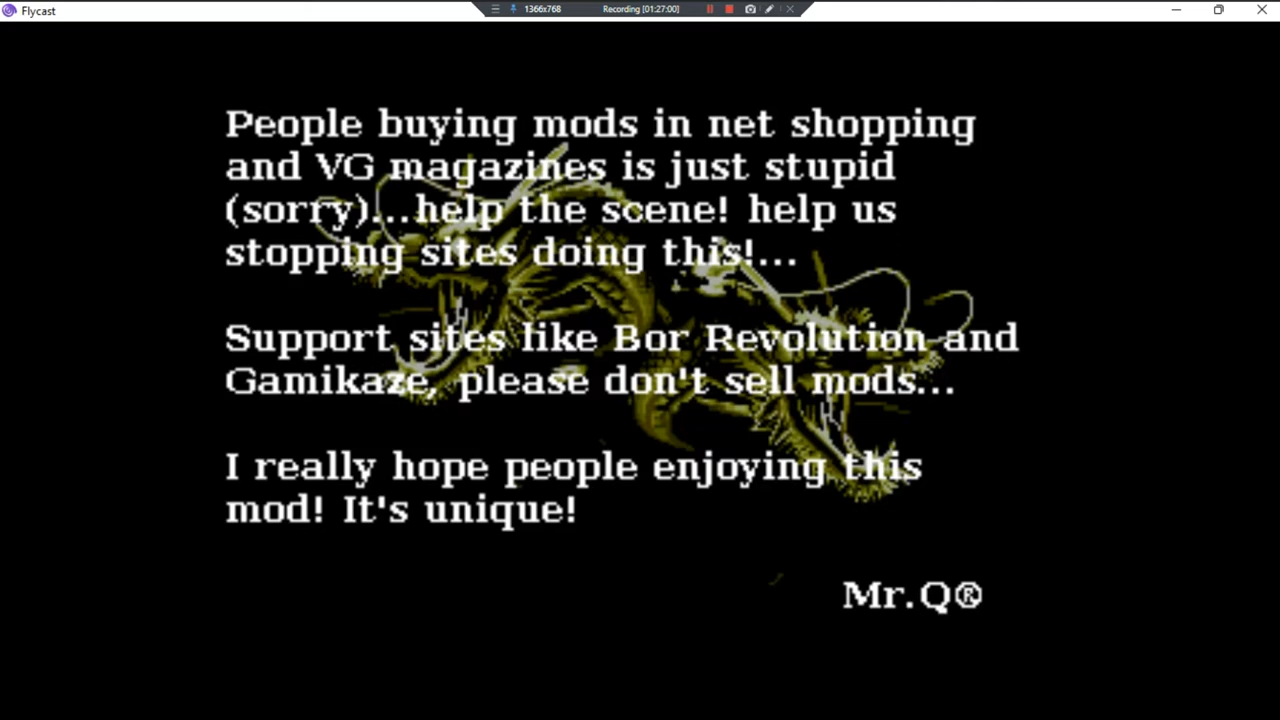 Flycast
1366x768
Recording [01:27:00]
People buying mods in net shopping
and VG magazines is just stupid
(sorry)...help the scene! help us
stopping sites doing this!...
Support sites like Bor Revolution and
Gamikaze, please don't sell mods...
I really hope people enjoying this
mod! It's unique!
Mr.Q®